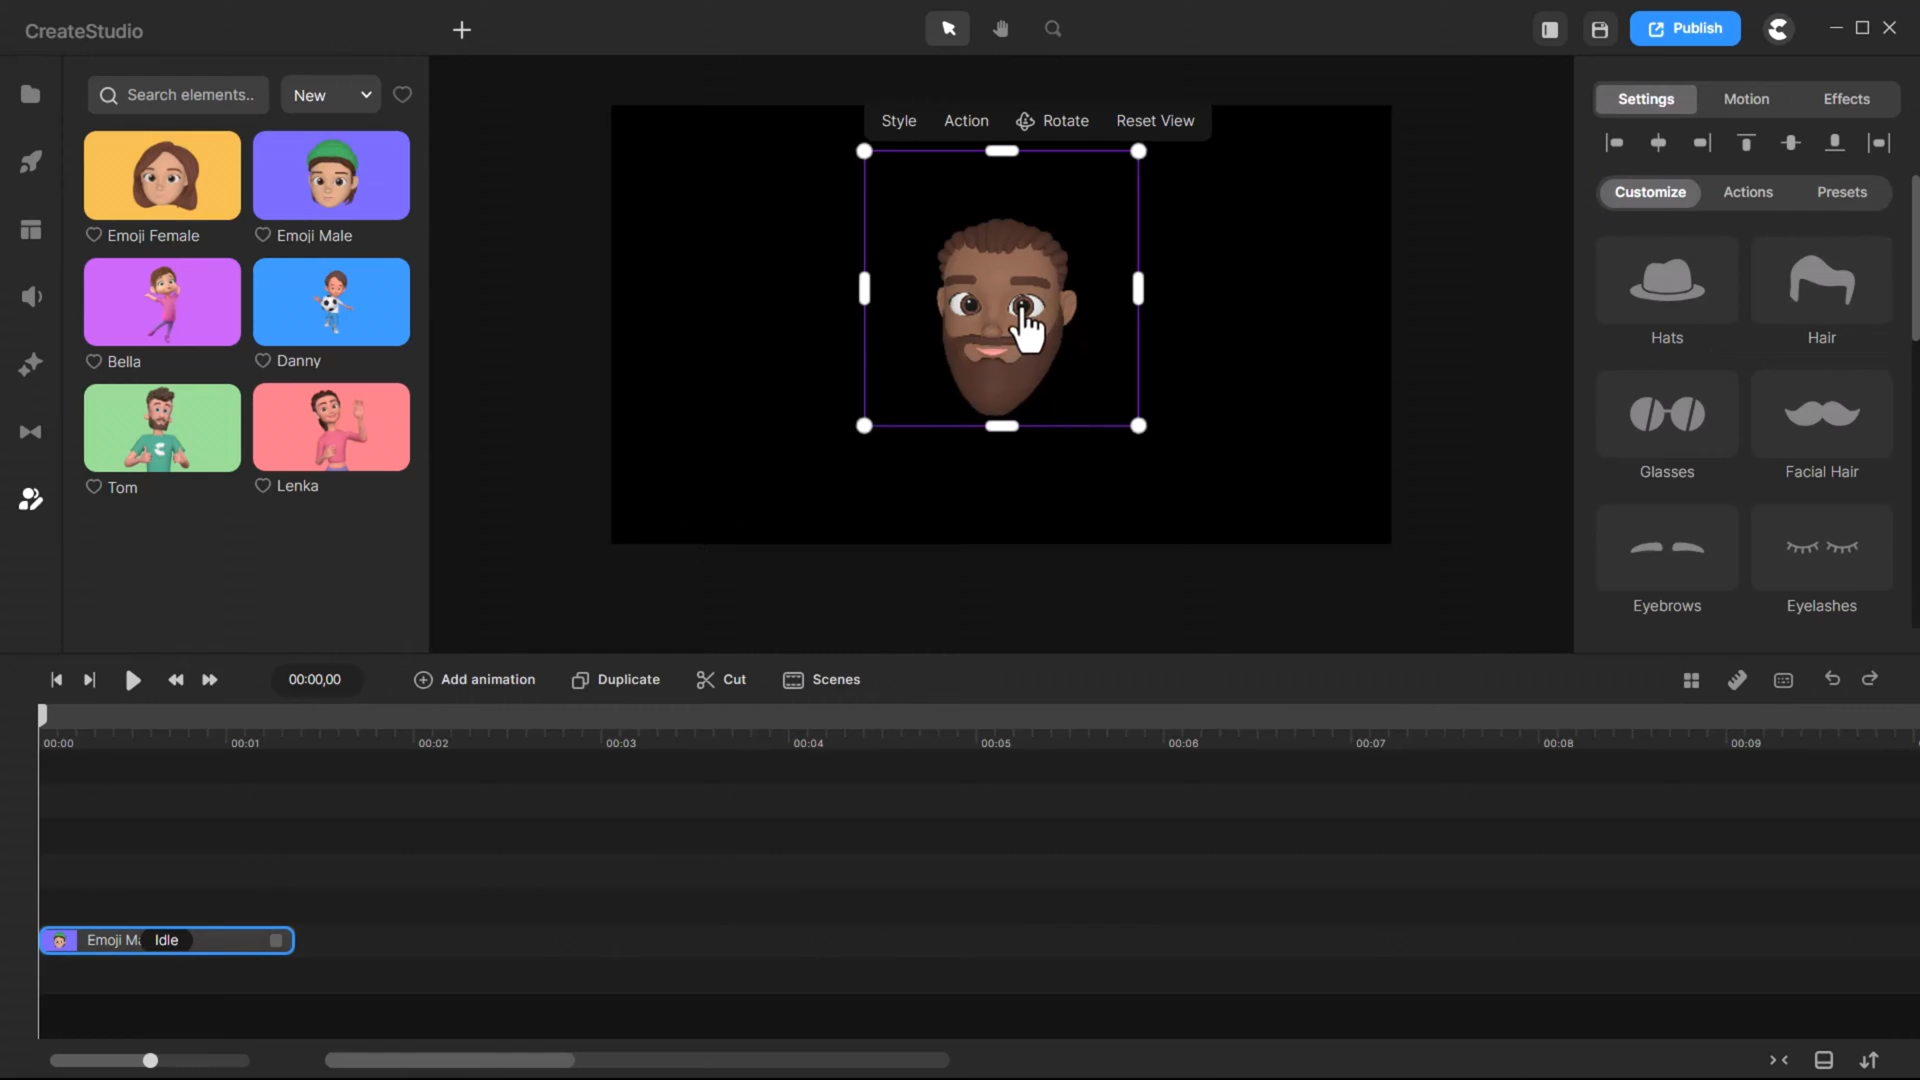 CreateStudio
Publish
Search elements..
New
Style
Action
Rotate
Reset View
Settings
Motion
Effects
Emoji Female
Emoji Male
Customize
Actions
Presets
Bella
Danny
Hats
Hair
Tom
Lenka
Glasses
Facial Hair
Eyebrows
Eyelashes
00:00,00
Add animation
Duplicate
Cut
Scenes
00:00
00:01
00:02
00:03
00:04
00:05
00:06
00:07
00:08
00:09
Emoji Ma
Idle